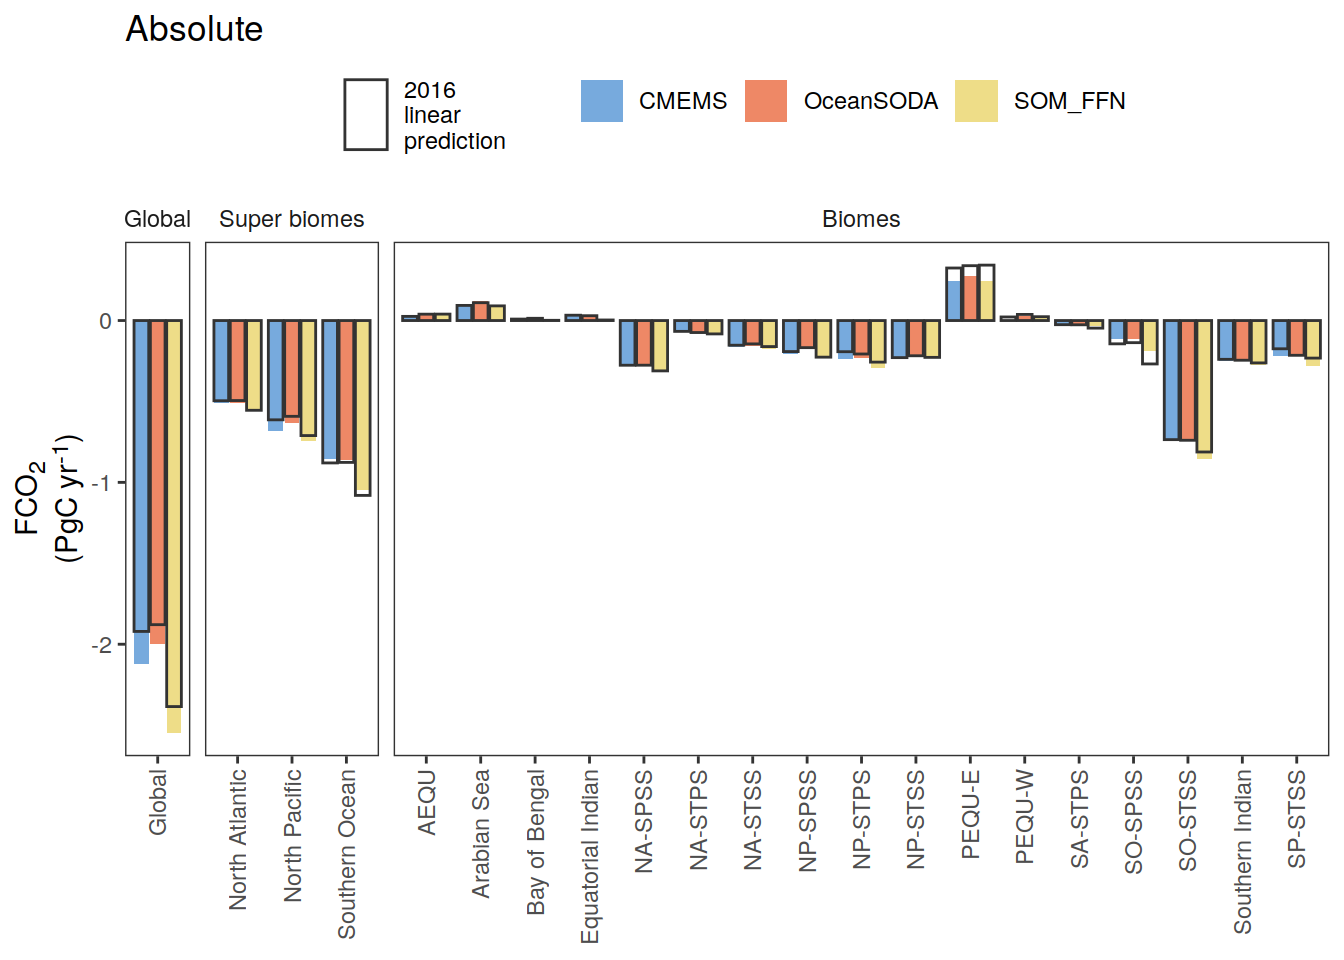 Absolute
2016
linear
prediction
CMEMS
OceanSODA
SOM_FFN
Global
Super biomes
Biomes
0
-1
-2
FCO₂
(PgC yr⁻¹)
Global
North Atlantic
North Pacific
Southern Ocean
AEQU
Arabian Sea
Bay of Bengal
Equatorial Indian
NA-SPSS
NA-STPS
NA-STSS
NP-SPSS
NP-STPS
NP-STSS
PEQU-E
PEQU-W
SA-STPS
SO-SPSS
SO-STSS
Southern Indian
SP-STSS